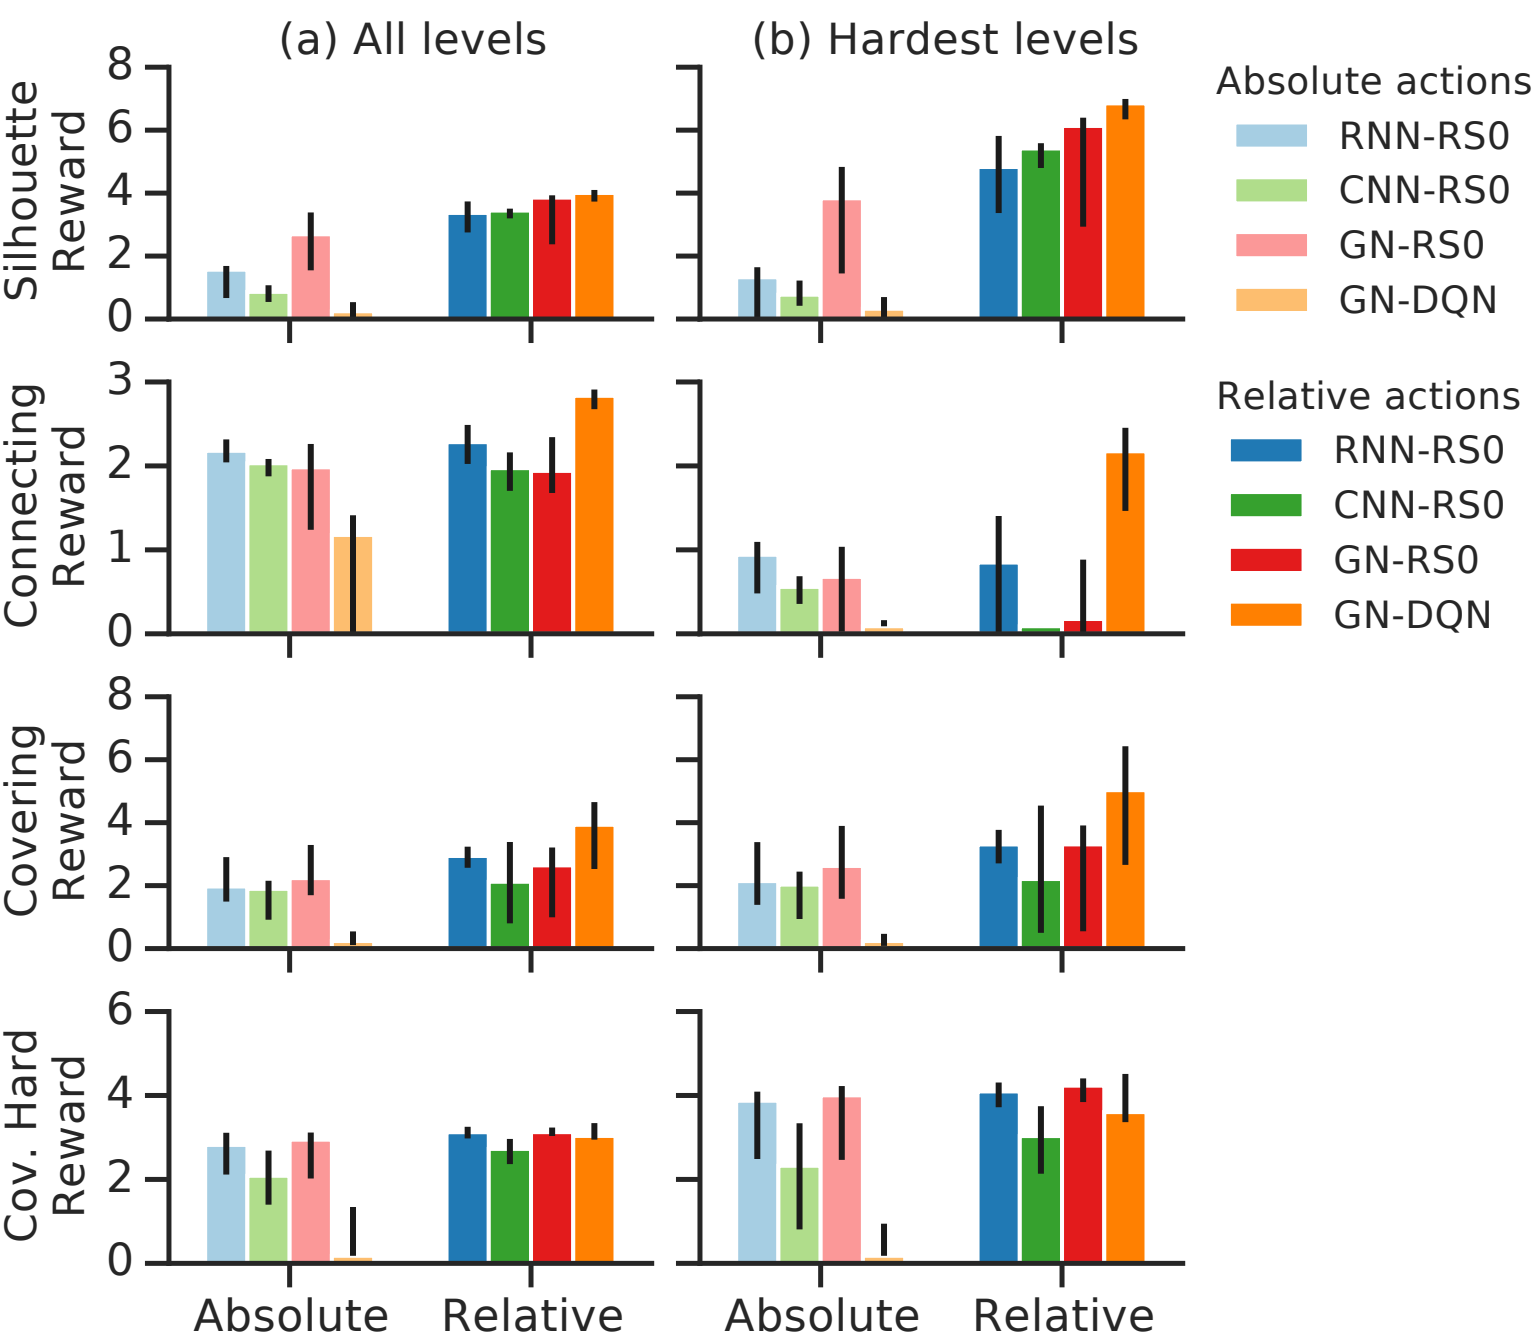 (a) All levels
(b) Hardest levels
Silhouette
Reward
8
6
4
2
0
Absolute actions
RNN-RS0
CNN-RS0
GN-RS0
GN-DQN
Connecting
Reward
3
2
1
0
Relative actions
RNN-RS0
CNN-RS0
GN-RS0
GN-DQN
Covering
Reward
8
6
4
2
0
Cov. Hard
Reward
6
4
2
0
Absolute
Relative
Absolute
Relative